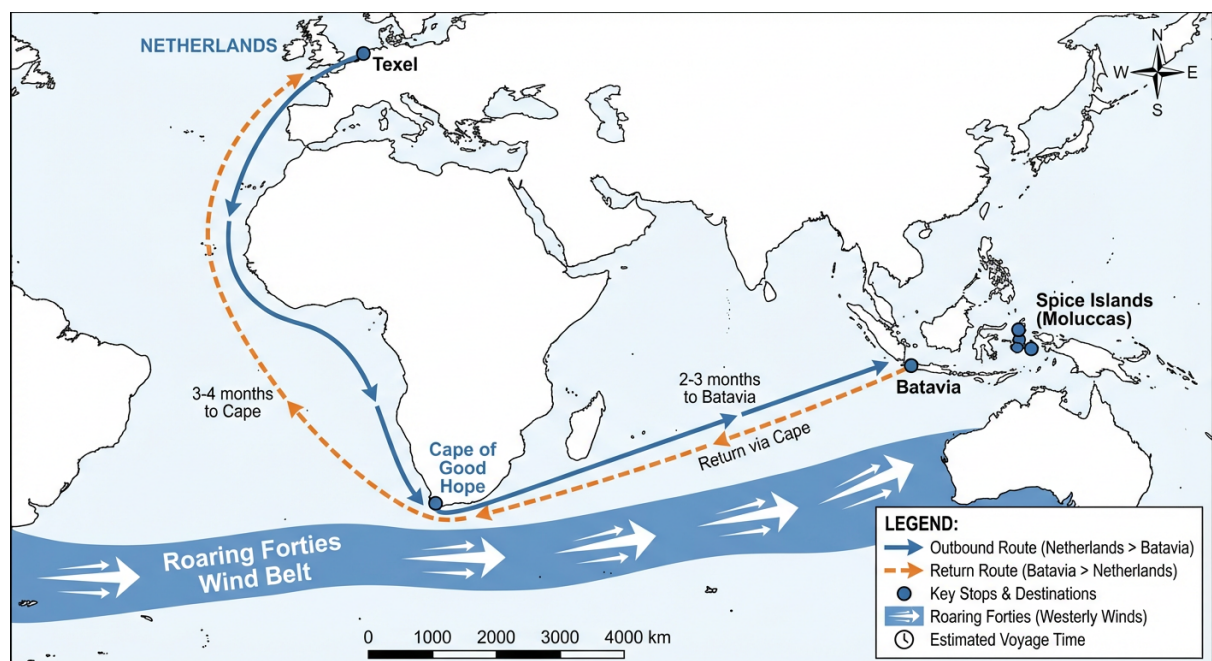 NETHERLANDS
Texel
N
W
E
S
Spice Islands
(Moluccas)
3-4 months
to Cape
2-3 months
to Batavia
Batavia
Return via Cape
Cape of
Good
Hope
Roaring Forties
Wind Belt
LEGEND:
Outbound Route (Netherlands > Batavia)
Return Route (Batavia > Netherlands)
Key Stops & Destinations
Roaring Forties (Westerly Winds)
Estimated Voyage Time
0 1000 2000 3000 4000 km